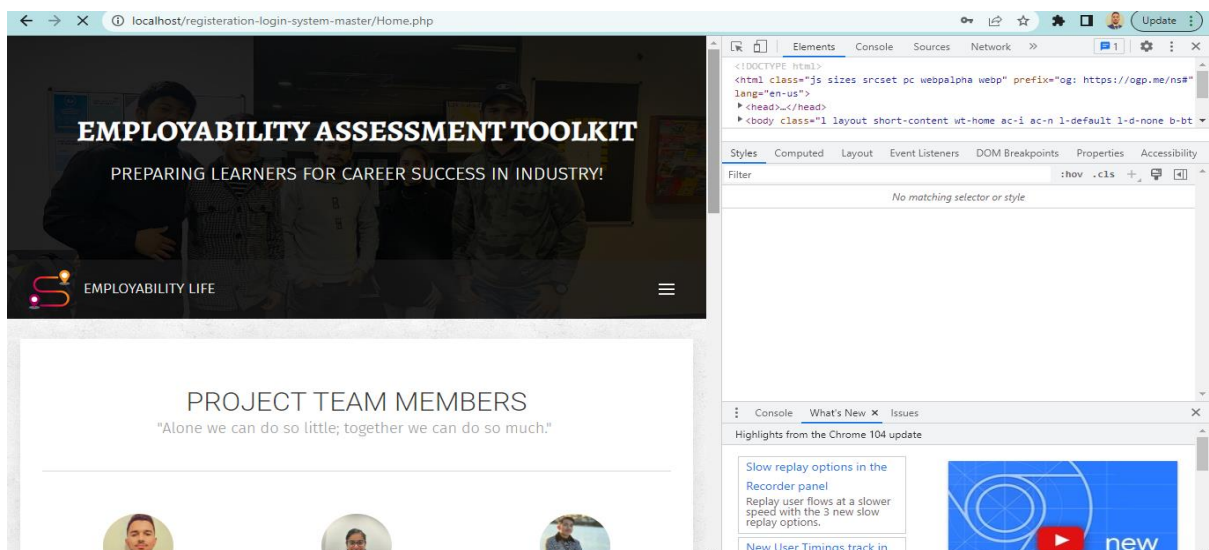 localhost/registeration-login-system-master/Home.php
Update
EMPLOYABILITY ASSESSMENT TOOLKIT
PREPARING LEARNERS FOR CAREER SUCCESS IN INDUSTRY!
EMPLOYABILITY LIFE
PROJECT TEAM MEMBERS
"Alone we can do so little; together we can do so much."
Elements Console Sources Network » 1
<!DOCTYPE html>
<html class="js sizes srcset pc webpalpha webp" prefix="og: https://ogp.me/ns#"
lang="en-us">
<head>…</head>
<body class="l layout short-content wt-home ac-i ac-n l-default l-d-none b-bt
Styles Computed Layout Event Listeners DOM Breakpoints Properties Accessibility
Filter :hov .cls +
No matching selector or style
Console What's New × Issues
Highlights from the Chrome 104 update
Slow replay options in the
Recorder panel
Replay user flows at a slower
speed with the 3 new slow
replay options.
New User Timings track in
new